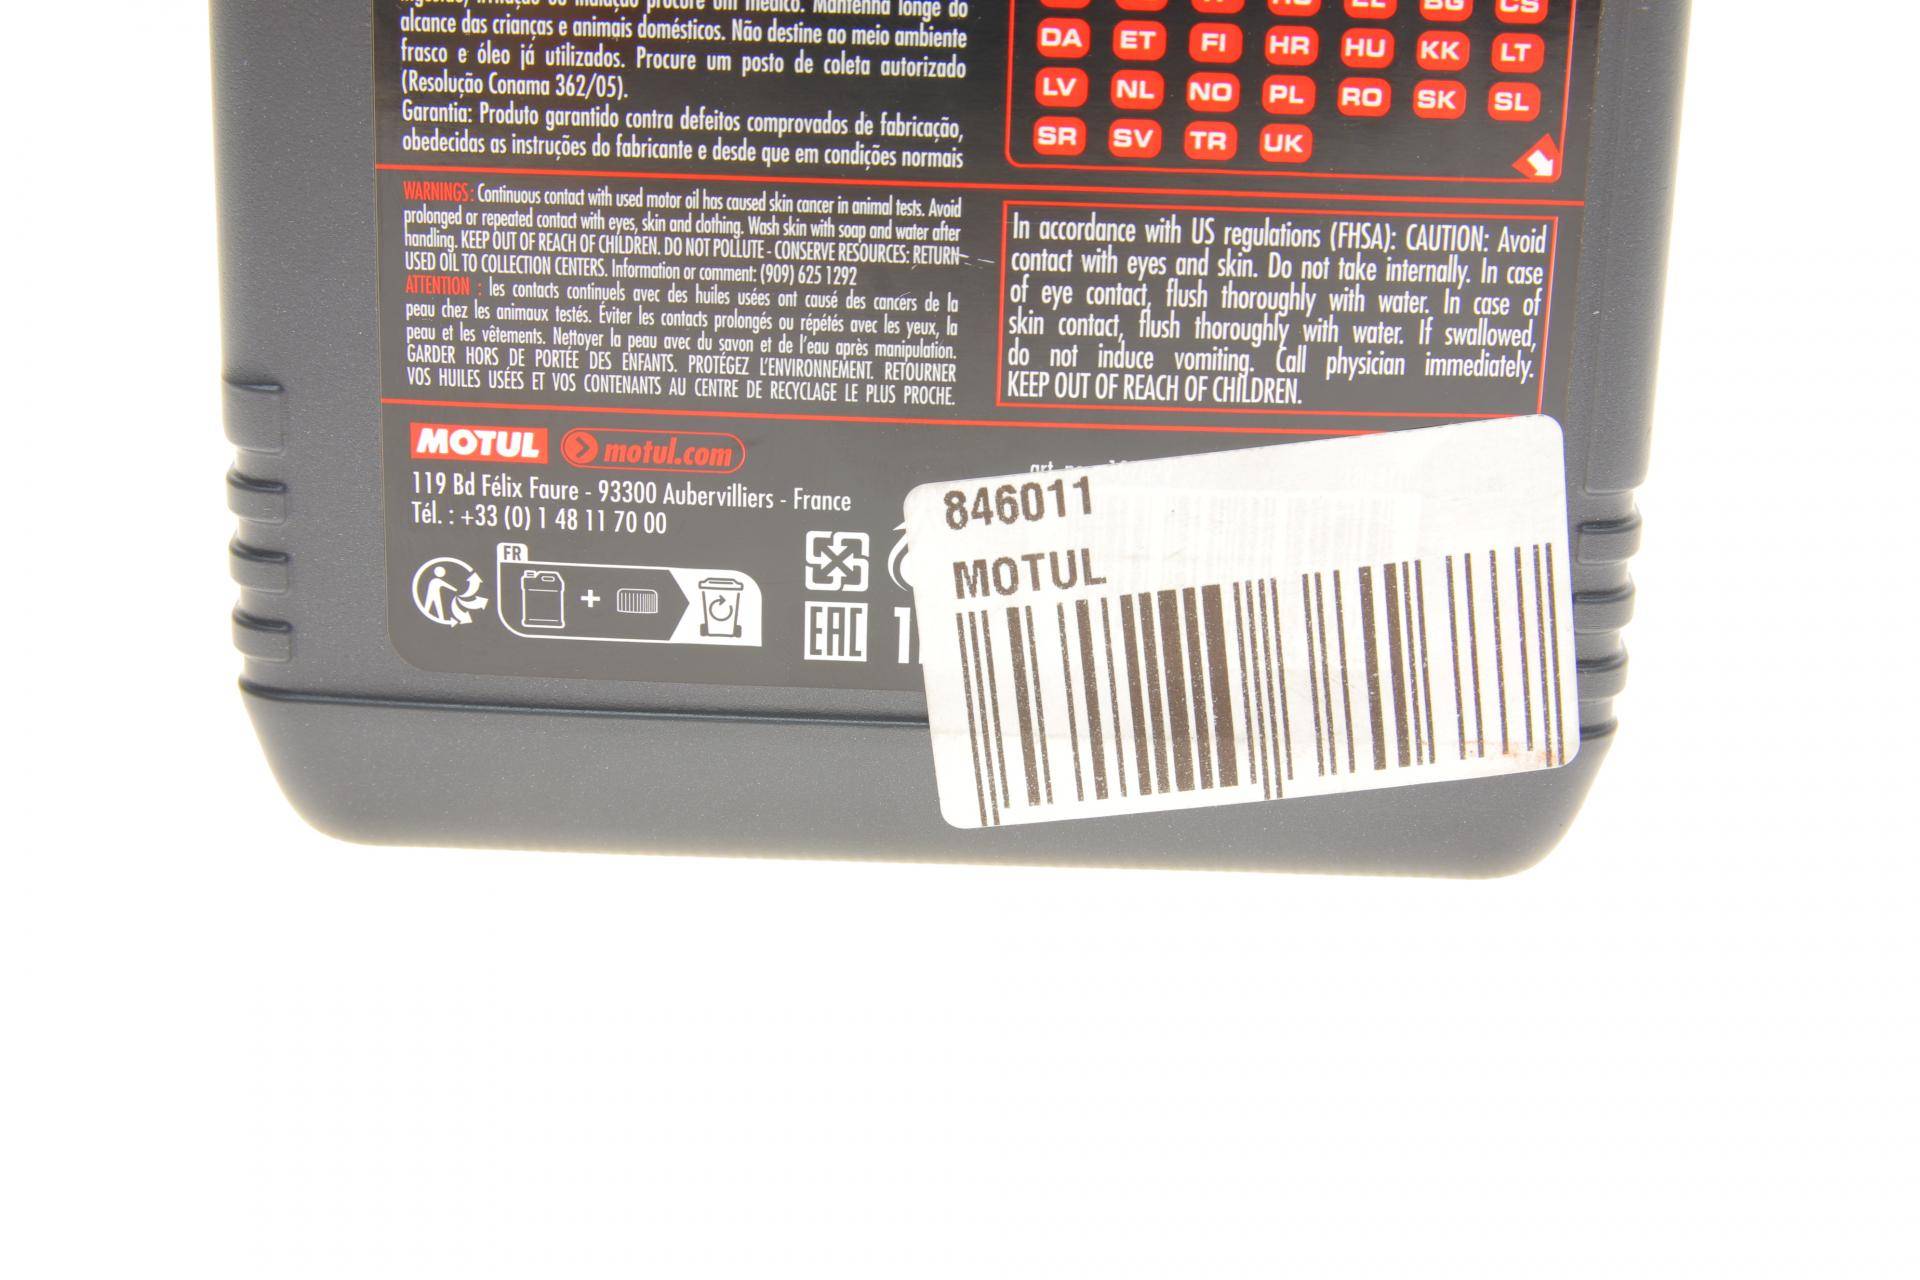 procure um médico. Mantenha longe do
alcance das crianças e animais domésticos. Não destine ao meio ambiente
frasco e óleo já utilizados. Procure um posto de coleta autorizado
(Resolução Conama 362/05).
Garantia: Produto garantido contra defeitos comprovados de fabricação,
obedecidas as instruções do fabricante e desde que em condições normais
BG CS
DA ET FI HR HU KK LT
LV NL NO PL RO SK SL
SR SV TR UK
WARNINGS: Continuous contact with used motor oil has caused skin cancer in animal tests. Avoid
prolonged or repeated contact with eyes, skin and clothing. Wash skin with soap and water after
handling. KEEP OUT OF REACH OF CHILDREN. DO NOT POLLUTE - CONSERVE RESOURCES: RETURN
USED OIL TO COLLECTION CENTERS. Information or comment: (909) 625 1292
ATTENTION : les contacts continuels avec des huiles usées ont causé des cancers de la
peau chez les animaux testés. Éviter les contacts prolongés ou répétés avec les yeux, la
peau et les vêtements. Nettoyer la peau avec du savon et de l'eau après manipulation.
GARDER HORS DE PORTÉE DES ENFANTS. PROTÉGEZ L'ENVIRONNEMENT. RETOURNER
VOS HUILES USÉES ET VOS CONTENANTS AU CENTRE DE RECYCLAGE LE PLUS PROCHE.
In accordance with US regulations (FHSA): CAUTION: Avoid
contact with eyes and skin. Do not take internally. In case
of eye contact, flush thoroughly with water. In case of
skin contact, flush thoroughly with water. If swallowed,
do not induce vomiting. Call physician immediately.
KEEP OUT OF REACH OF CHILDREN.
MOTUL motul.com
119 Bd Félix Faure - 93300 Aubervilliers - France
Tél. : +33 (0) 1 48 11 70 00
FR
+
EAC
846011
MOTUL